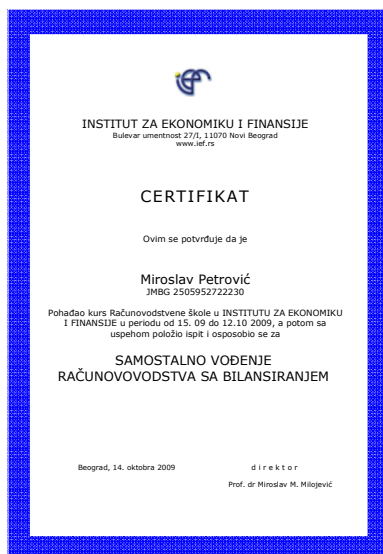 ief
INSTITUT ZA EKONOMIKU I FINANSIJE
Bulevar umentnost 27/I, 11070 Novi Beograd
www.ief.rs
CERTIFIKAT
Ovim se potvrđuje da je
Miroslav Petrović
JMBG 2505952722230
Pohađao kurs Računovodstvene škole u INSTITUTU ZA EKONOMIKU
I FINANSIJE u periodu od 15. 09 do 12.10 2009, a potom sa
uspehom položio ispit i osposobio se za
SAMOSTALNO VOĐENJE
RAČUNOVOVODSTVA SA BILANSIRANJEM
Beograd, 14. oktobra 2009
d i r e k t o r
Prof. dr Miroslav M. Milojević